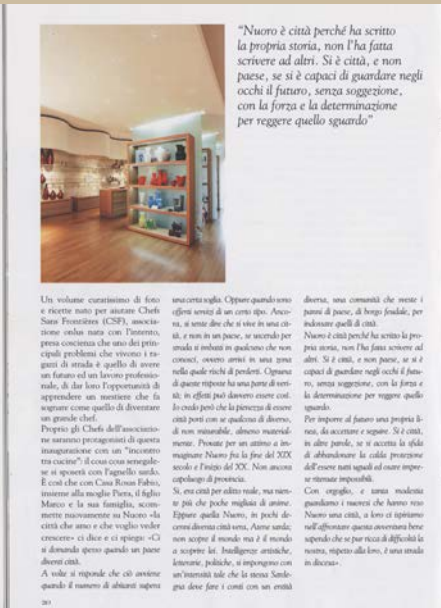 “Nuoro è città perché ha scritto
la propria storia, non l'ha fatta
scrivere ad altri. Si è città, e non
paese, se si è capaci di guardare negli
occhi il futuro, senza soggezione,
con la forza e la determinazione
per reggere quello sguardo”
Un volume curatissimo di foto
e ricette nato per aiutare Chefs
Sans Frontières (CSF), associa-
zione onlus nata con l'intento,
presa coscienza che uno dei prin-
cipali problemi che vivono i ra-
gazzi di strada è quello di avere
un futuro ed un lavoro professio-
nale, di dar loro l'opportunità di
apprendere un mestiere che fa
sognare come quello di diventare
un grande chef.
Proprio gli Chefs dell'associazio-
ne saranno protagonisti di questa
inaugurazione con un “incontro
tra cucine”: il cous cous senegale-
se si sposerà con l'agnello sardo.
È così che con Casa Rosas Fabio,
insieme alla moglie Piera, il figlio
Marco e la sua famiglia, scom-
mette nuovamente su Nuoro «la
città che amo e che voglio veder
crescere» ci dice e ci spiega: «Ci
si domanda spesso quando un paese
diventi città.
A volte si risponde che ciò avviene
quando il numero di abitanti supera
una certa soglia. Oppure quando sono
offerti servizi di un certo tipo. Anco-
ra, si sente dire che si vive in una cit-
tà, e non in un paese, se uscendo per
strada si imbatti in qualcuno che non
conosci, ovvero arrivi in una zona
nella quale rischi di perderti. Ognuna
di queste risposte ha una parte di veri-
tà; in effetti può davvero essere così.
Io credo però che la pienezza di essere
città porti con se qualcosa di diverso,
di non misurabile, almeno material-
mente. Provate per un attimo a im-
maginare Nuoro fra la fine del XIX
secolo e l'inizio del XX. Non ancora
capoluogo di provincia.
Sì, era città per editto reale, ma nien-
te più che poche migliaia di anime.
Eppure quella Nuoro, in pochi de-
cenni diventa città vera, Atene sarda;
non scopre il mondo ma è il mondo
a scoprire lei. Intelligenze artistiche,
letterarie, politiche, si impongono con
un'intensità tale che la stessa Sarde-
gna deve fare i conti con un entità
diversa, una comunità che sveste i
panni di paese, di borgo feudale, per
indossare quelli di città.
Nuoro è città perché ha scritto la pro-
pria storia, non l'ha fatta scrivere ad
altri. Si è città, e non paese, se si è
capaci di guardare negli occhi il futu-
ro, senza soggezione, con la forza e
la determinazione per reggere quello
sguardo.
Per imporre al futuro una propria li-
nea, da accettare e seguire. Si è città,
in altre parole, se si accetta la sfida
di abbandonare la calda protezione
dell'essere tutti uguali ad osare impre-
se ritenute impossibili.
Con orgoglio, e tanta modestia
guardiamo i nuoresi che hanno reso
Nuoro una città, a loro ci ispiriamo
nell'affrontare questa avventura bene
sapendo che se pur ricca di difficoltà la
nostra, rispetto alla loro, è una strada
in discesa».